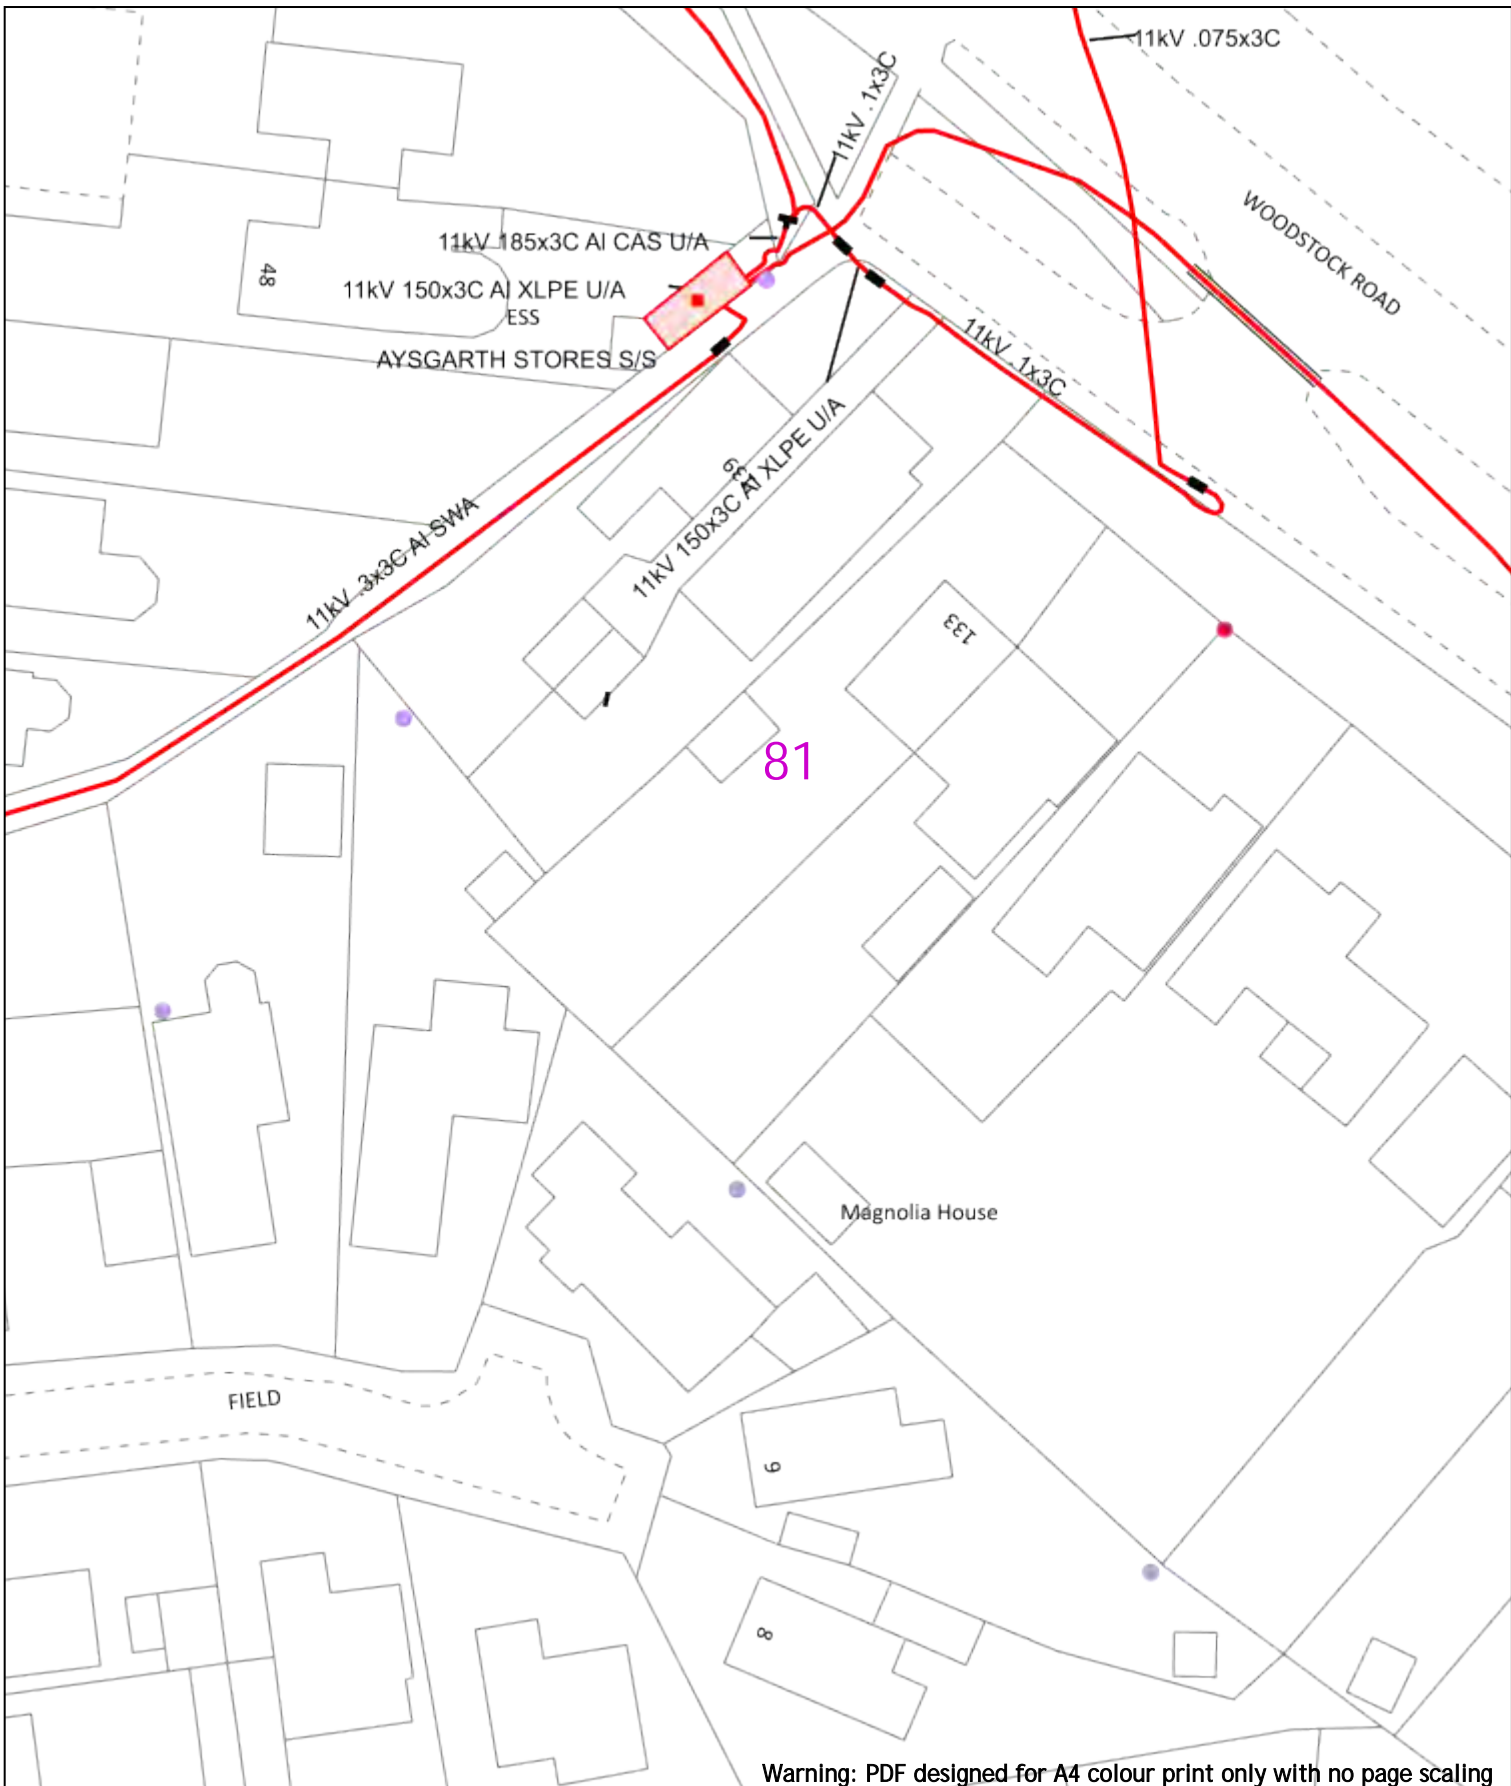 11kV .075x3C
11kV .1x3C
WOODSTOCK ROAD
11kV 185x3C Al CAS U/A
48
11kV 150x3C Al XLPE U/A
ESS
AYSGARTH STORES S/S
11kV .1x3C
139
11kV 150x3C Al XLPE U/A
11kV .3x3C Al SWA
133
81
Magnolia House
FIELD
9
8
Warning: PDF designed for A4 colour print only with no page scaling